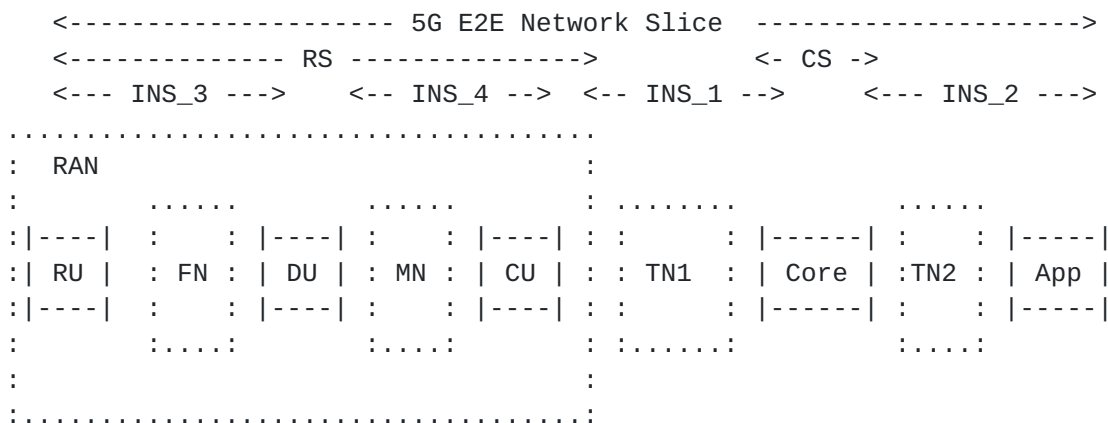 <--------------------- 5G E2E Network Slice --------------------->
<-------------- RS --------------->           <- CS ->
<--- INS_3 --->    <-- INS_4 -->  <-- INS_1 -->     <--- INS_2 --->
RAN
RU FN DU MN CU TN1 Core TN2 App